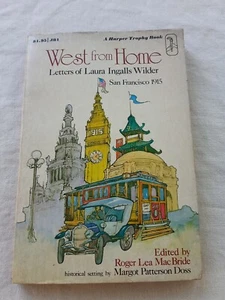 $1.95/J81
A Harper Trophy Book
West from Home
Letters of Laura Ingalls Wilder
San Francisco 1915
Edited by
Roger Lea MacBride
historical setting by Margot Patterson Doss